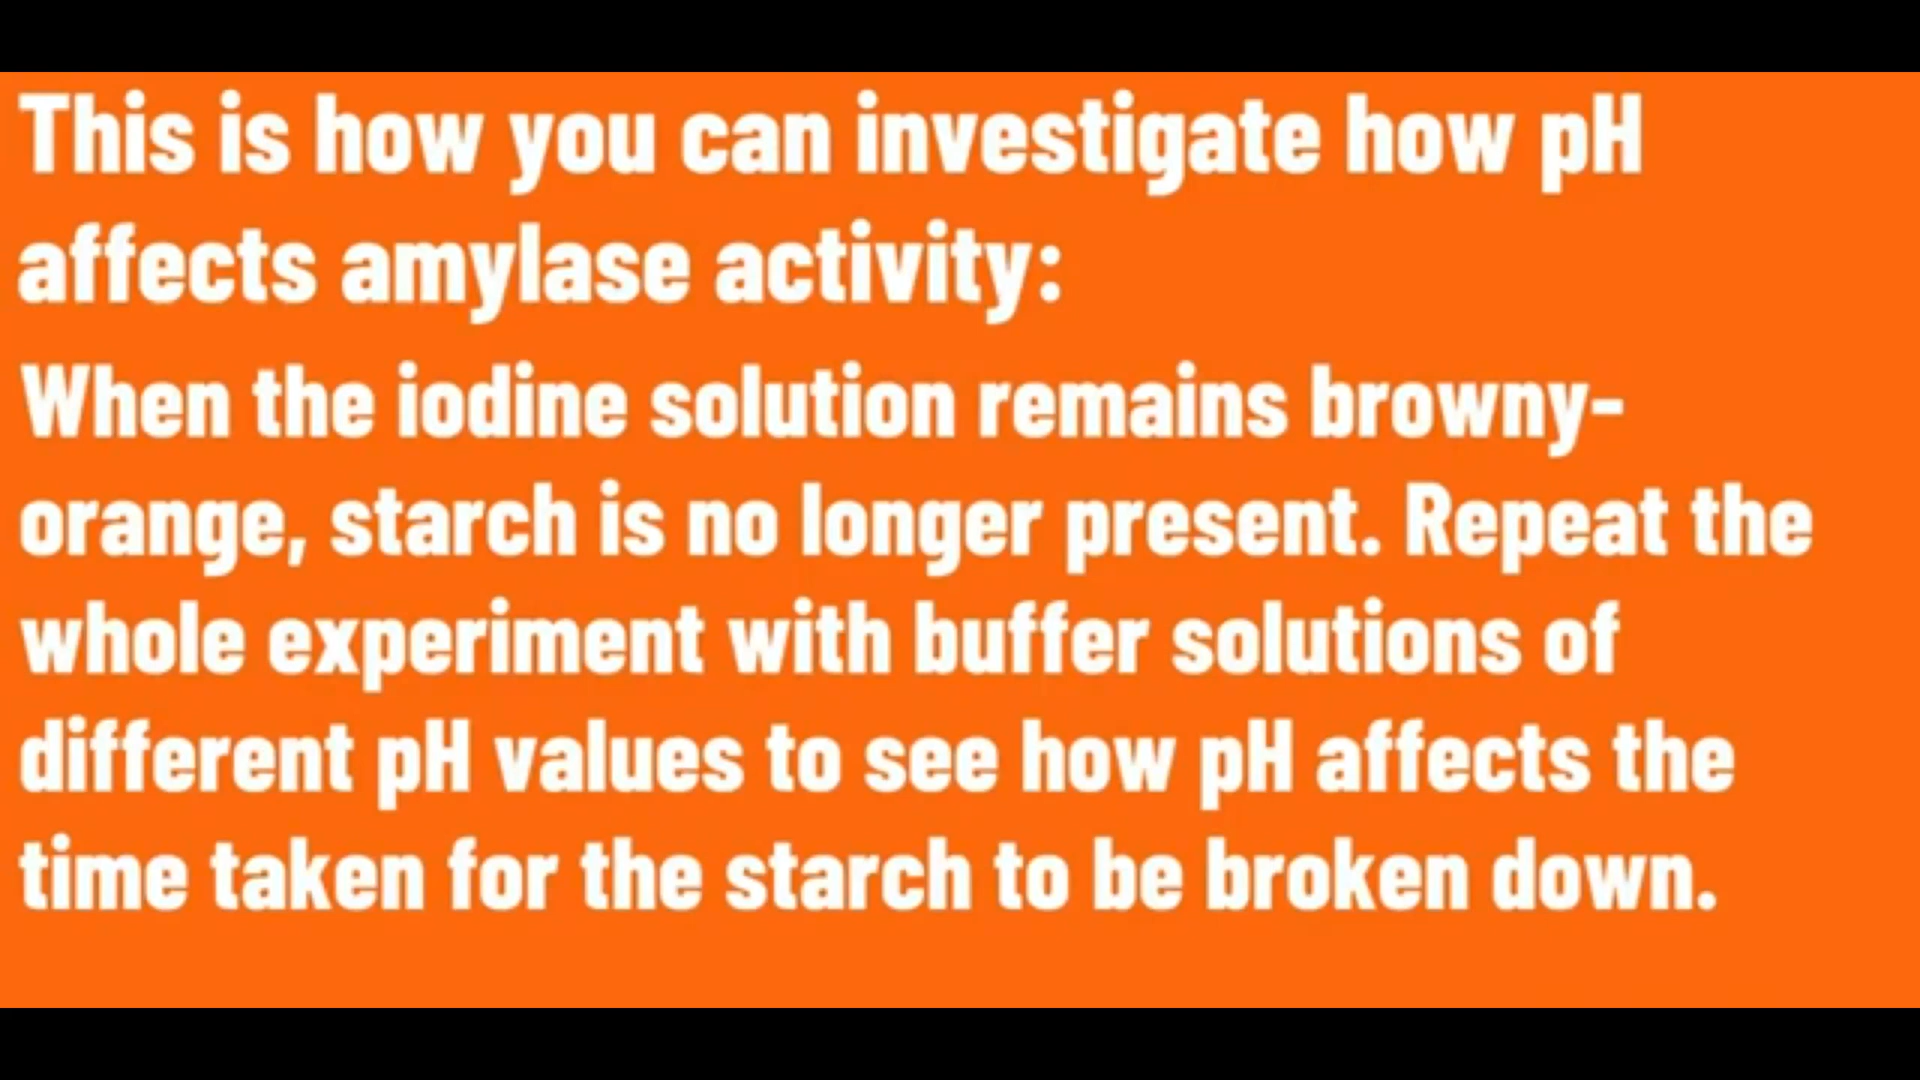 This is how you can investigate how pH
affects amylase activity:
When the iodine solution remains browny-
orange, starch is no longer present. Repeat the
whole experiment with buffer solutions of
different pH values to see how pH affects the
time taken for the starch to be broken down.